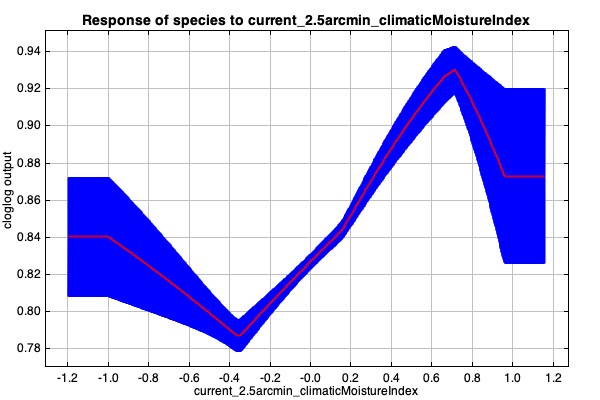 Response of species to current_2.5arcmin_climaticMoistureIndex
0.94
0.92
0.90
0.88
0.86
0.84
0.82
0.80
0.78
cloglog output
-1.2 -1.0 -0.8 -0.6 -0.4 -0.2 -0.0 0.2 0.4 0.6 0.8 1.0 1.2
current_2.5arcmin_climaticMoistureIndex